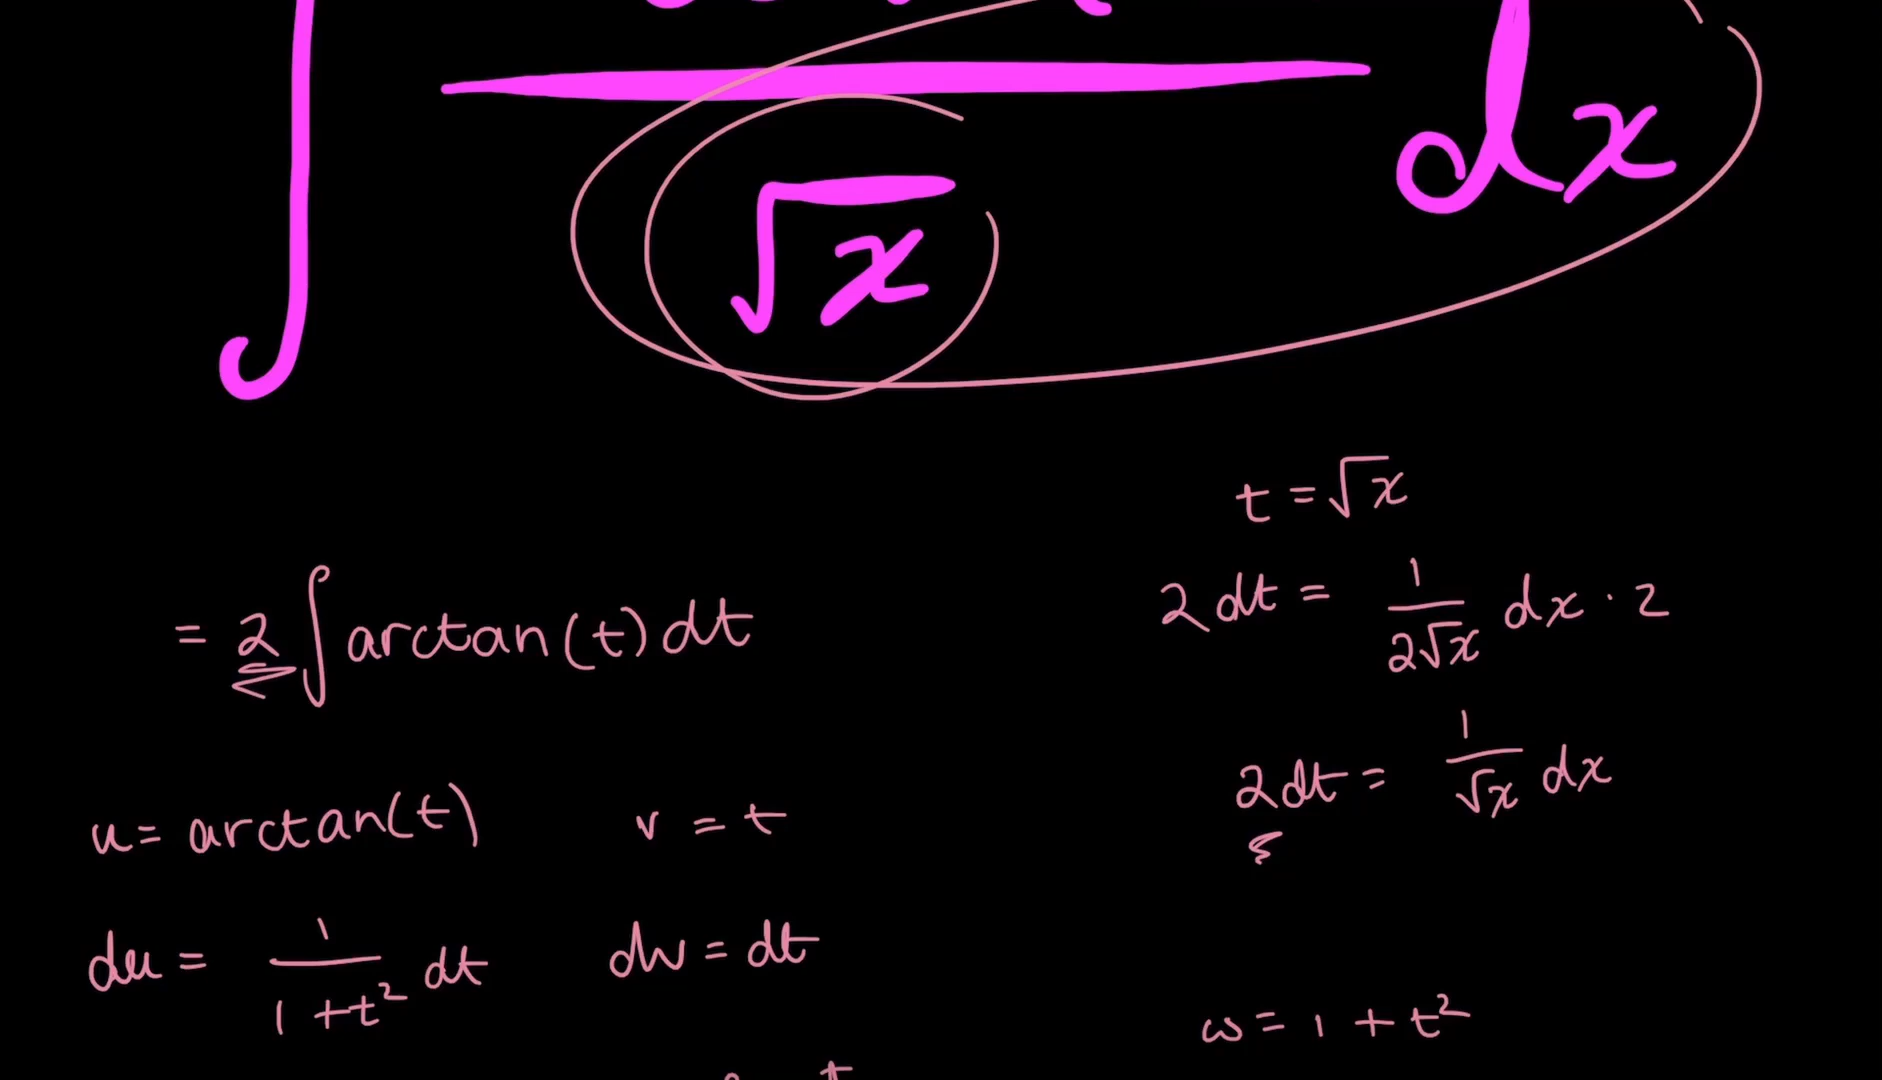 ∫ ──── dx
√x
t = √x
2dt = 1/(2√x) dx · 2
= 2 ∫ arctan(t) dt
2dt = 1/√x dx
u = arctan(t) v = t
du = 1/(1+t²) dt dv = dt
w = 1 + t²